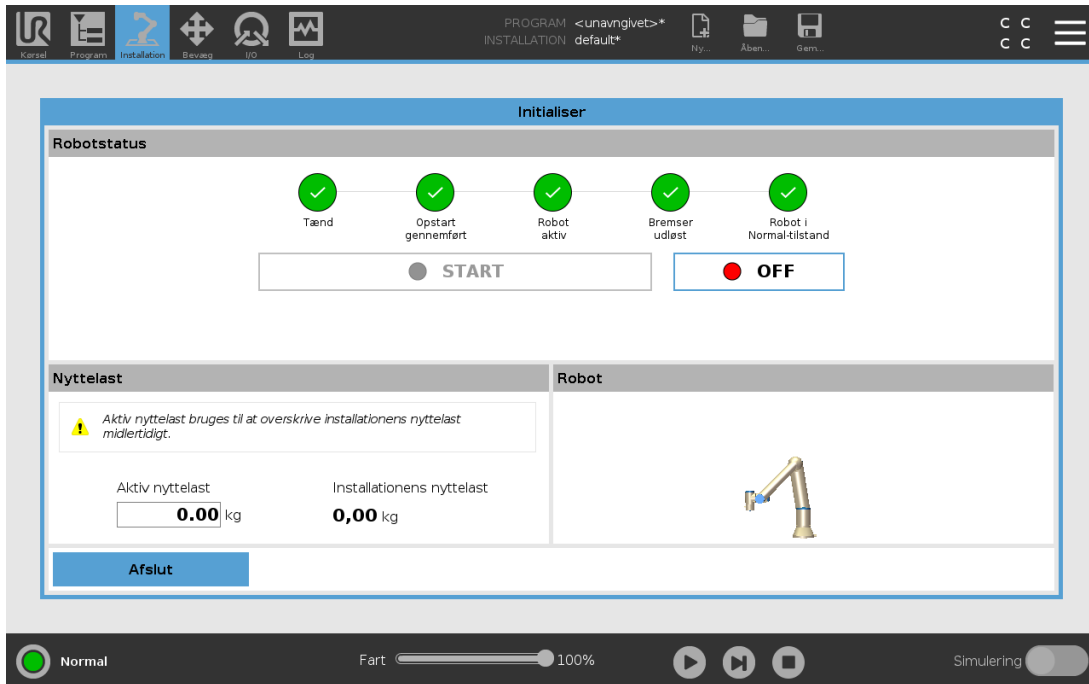 PROGRAM <unavngivet>*
INSTALLATION default*
C C
C C
Kørsel Program Installation Bevæg I/O Log Ny... Åben... Gem...
Initialiser
Robotstatus
Tænd
Opstart gennemført
Robot aktiv
Bremser udløst
Robot i Normal-tilstand
START
OFF
Nyttelast
Robot
Aktiv nyttelast bruges til at overskrive installationens nyttelast
midlertidigt.
Aktiv nyttelast Installationens nyttelast
0.00 kg 0,00 kg
Afslut
Normal Fart 100% Simulering